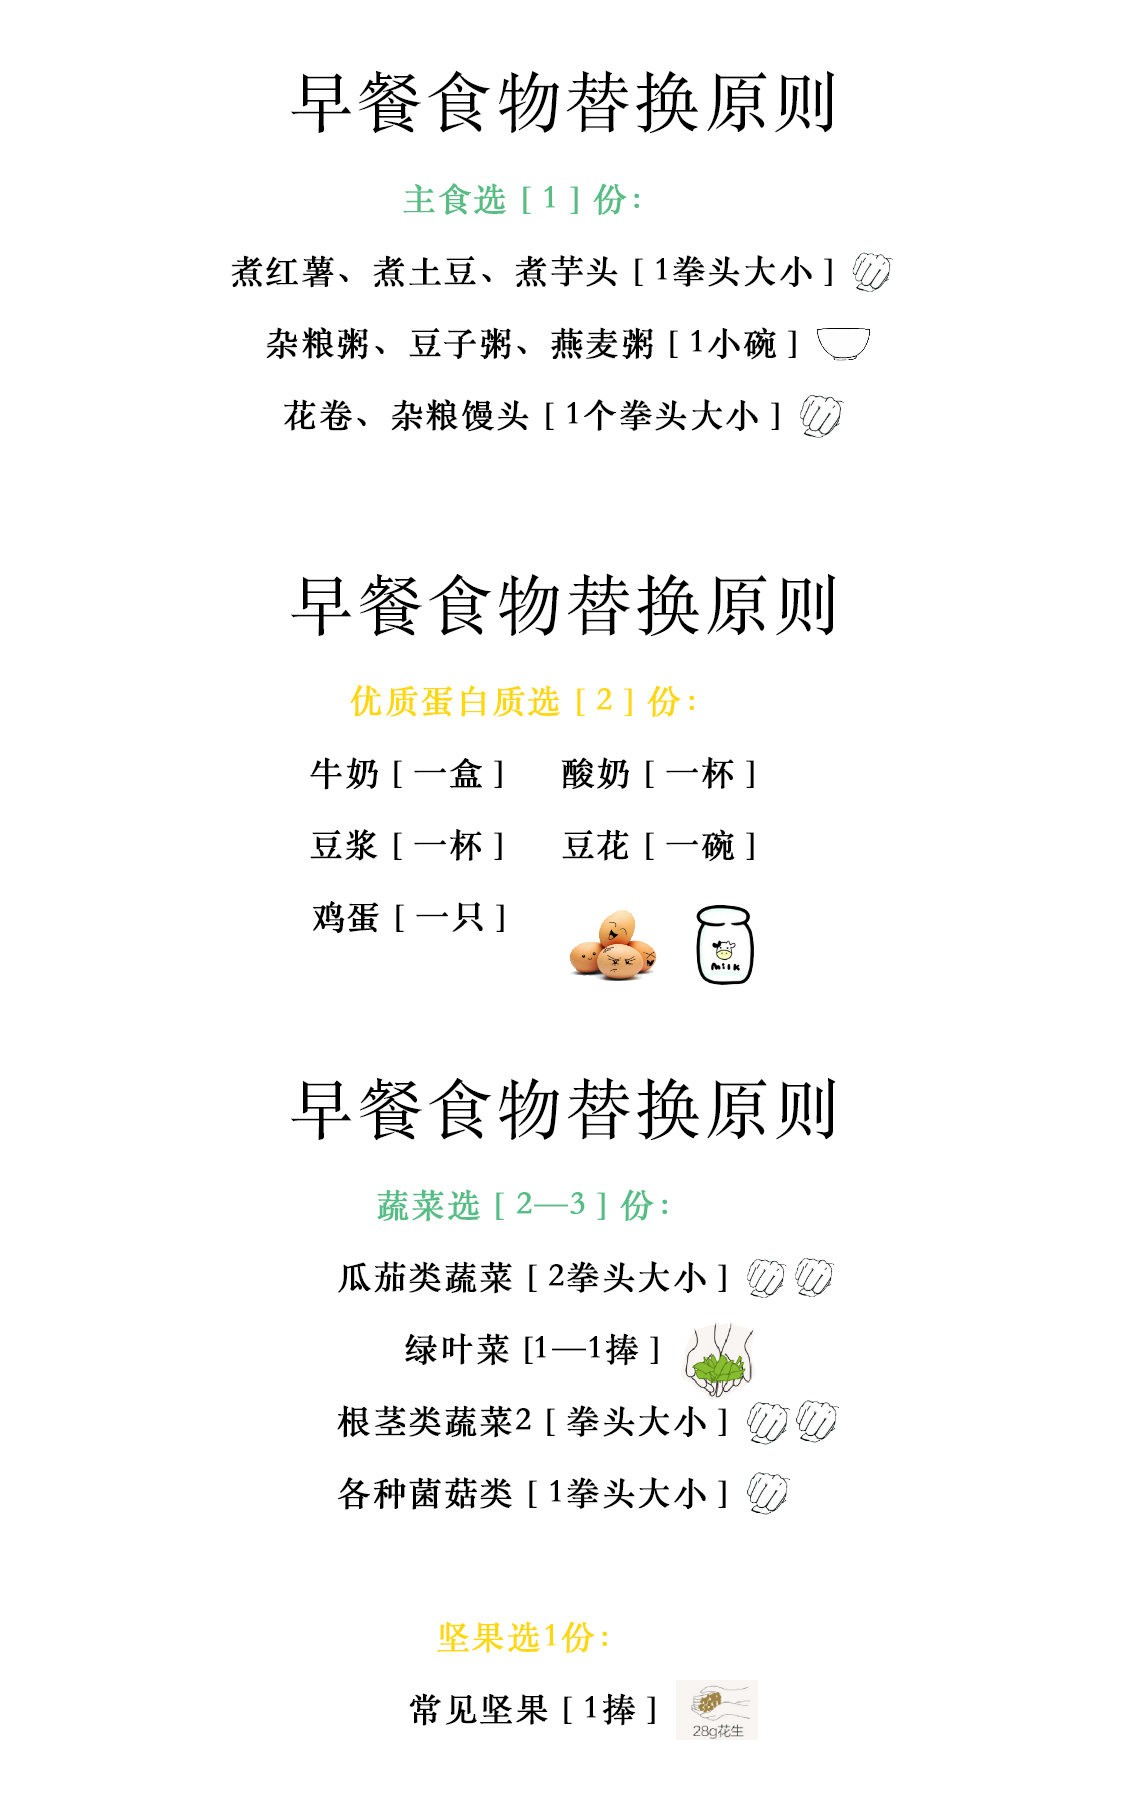 早餐食物替换原则
主食选 [ 1 ] 份:
煮红薯、煮土豆、煮芋头 [ 1拳头大小 ]
杂粮粥、豆子粥、燕麦粥 [ 1小碗 ]
花卷、杂粮馒头 [ 1个拳头大小 ]
早餐食物替换原则
优质蛋白质选 [ 2 ] 份:
牛奶 [ 一盒 ] 酸奶 [ 一杯 ]
豆浆 [ 一杯 ] 豆花 [ 一碗 ]
鸡蛋 [ 一只 ]
milk
早餐食物替换原则
蔬菜选 [ 2—3 ] 份:
瓜茄类蔬菜 [ 2拳头大小 ]
绿叶菜 [1—1捧 ]
根茎类蔬菜2 [ 拳头大小 ]
各种菌菇类 [ 1拳头大小 ]
坚果选1份:
常见坚果 [ 1捧 ]
28g花生